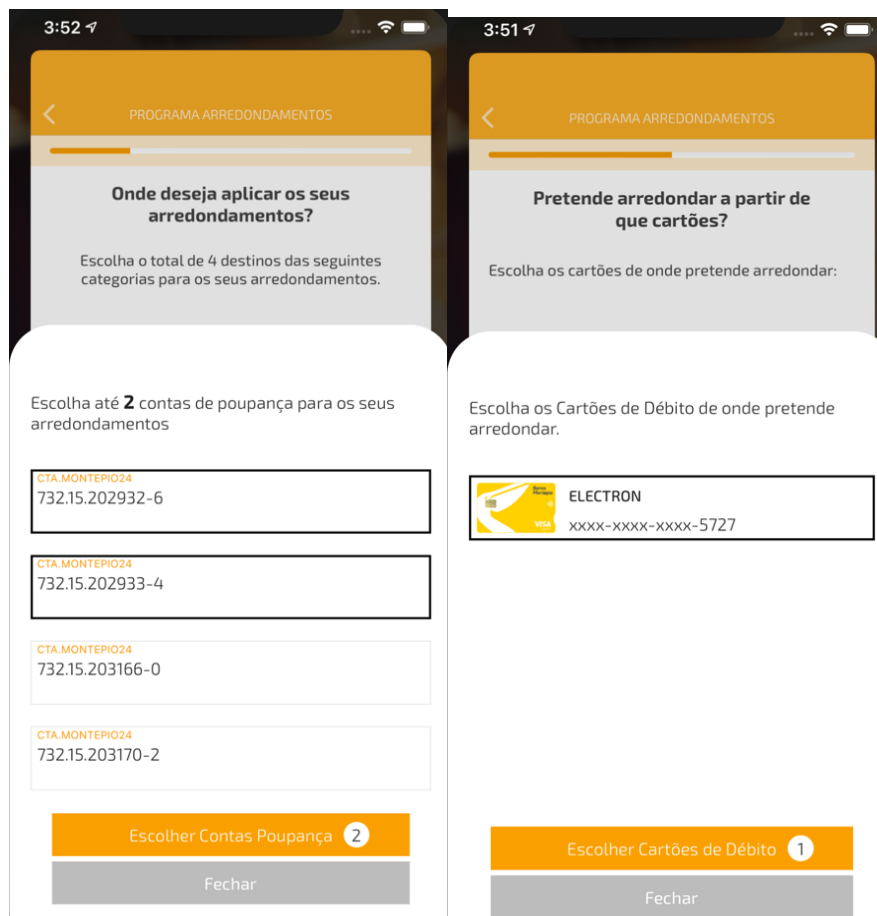 3:52
PROGRAMA ARREDONDAMENTOS
Onde deseja aplicar os seus
arredondamentos?
Escolha o total de 4 destinos das seguintes
categorias para os seus arredondamentos.
Escolha até 2 contas de poupança para os seus
arredondamentos
CTA.MONTEPIO24
732.15.202932-6
CTA.MONTEPIO24
732.15.202933-4
CTA.MONTEPIO24
732.15.203166-0
CTA.MONTEPIO24
732.15.203170-2
Escolher Contas Poupança 2
Fechar
3:51
PROGRAMA ARREDONDAMENTOS
Pretende arredondar a partir de
que cartões?
Escolha os cartões de onde pretende arredondar:
Escolha os Cartões de Débito de onde pretende
arredondar.
Banco
Montepio
VISA
ELECTRON
xxxx-xxxx-xxxx-5727
Escolher Cartões de Débito 1
Fechar